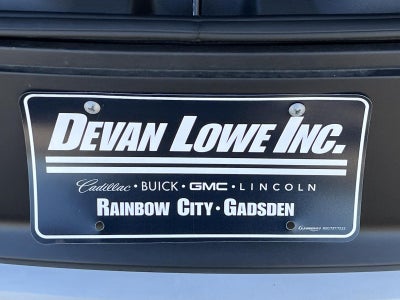 DEVAN LOWE INC.
Cadillac · BUICK · GMC · LINCOLN
RAINBOW CITY · GADSDEN